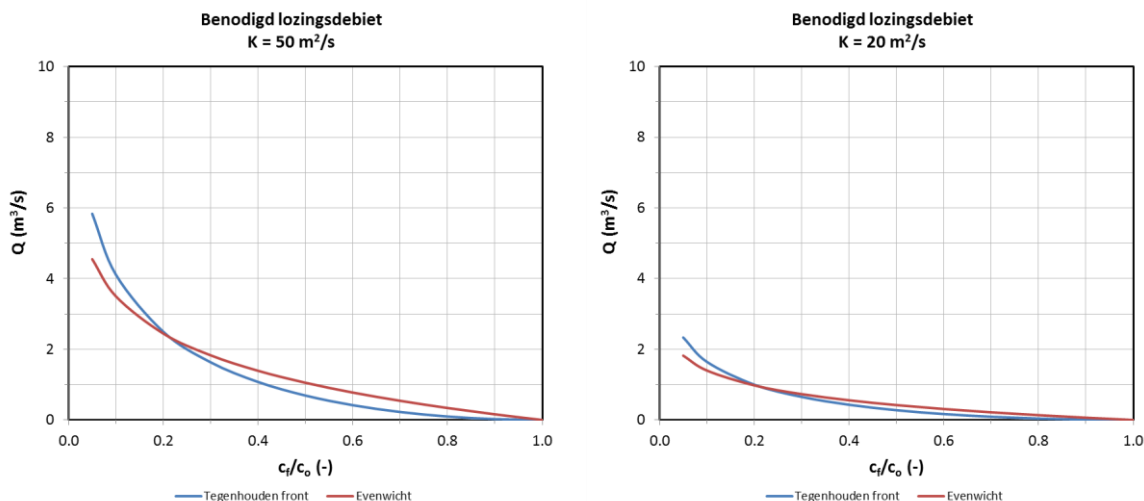 Benodigd lozingsdebiet
K = 50 m²/s
10
8
6
4
2
0
Q (m³/s)
0.0 0.2 0.4 0.6 0.8 1.0
c_f/c_o (-)
Tegenhouden front Evenwicht
Benodigd lozingsdebiet
K = 20 m²/s
10
8
6
4
2
0
Q (m³/s)
0.0 0.2 0.4 0.6 0.8 1.0
c_f/c_o (-)
Tegenhouden front Evenwicht